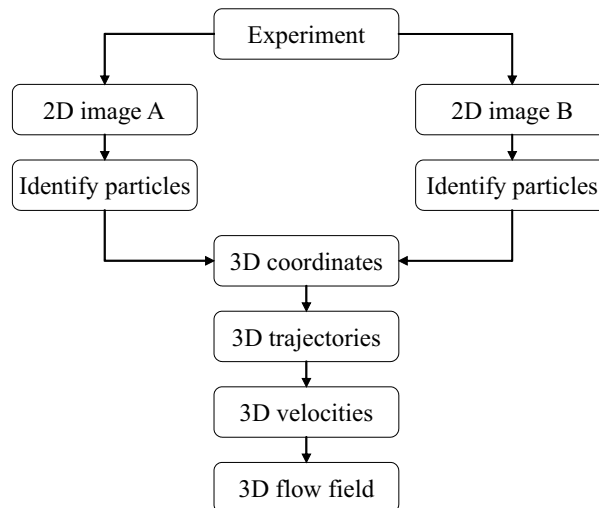 Experiment
2D image A
2D image B
Identify particles
Identify particles
3D coordinates
3D trajectories
3D velocities
3D flow field